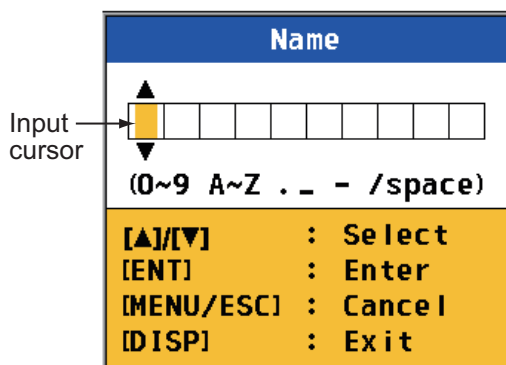 Name
Input
cursor
(0~9 A~Z . _ - /space)
[▲]/[▼] : Select
[ENT] : Enter
[MENU/ESC] : Cancel
[DISP] : Exit